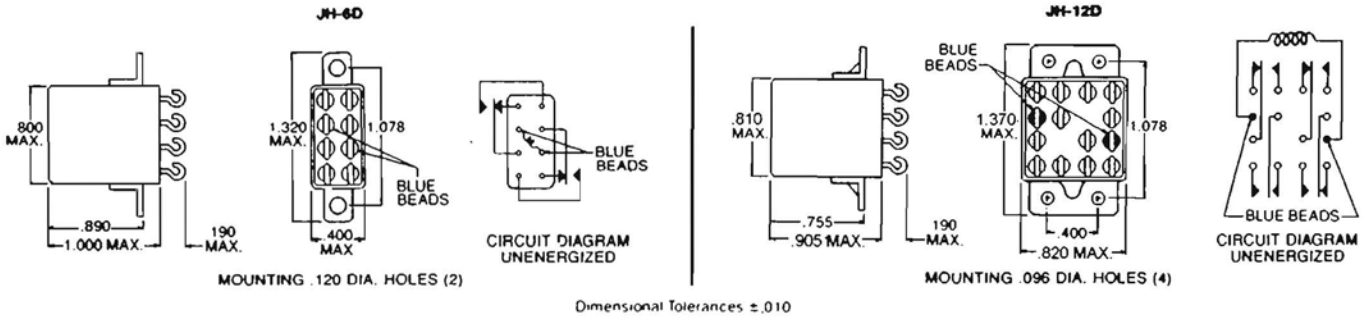 JH-6D
800
MAX.
.890
1.000 MAX.
190
MAX.
1.320
MAX.
1.078
BLUE
BEADS
.400
MAX
BLUE
BEADS
CIRCUIT DIAGRAM
UNENERGIZED
MOUNTING .120 DIA. HOLES (2)
JH-12D
.810
MAX.
.755
.905 MAX.
190
MAX.
BLUE
BEADS
1.370
MAX.
1.078
.400
.820 MAX.
BLUE BEADS
CIRCUIT DIAGRAM
UNENERGIZED
MOUNTING .096 DIA. HOLES (4)
Dimensional Tolerances ±.010